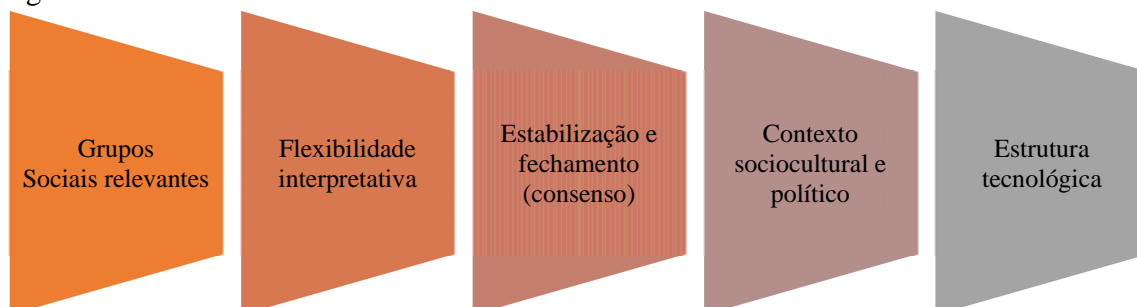 Grupos
Sociais relevantes
Flexibilidade
interpretativa
Estabilização e
fechamento
(consenso)
Contexto
sociocultural e
político
Estrutura
tecnológica